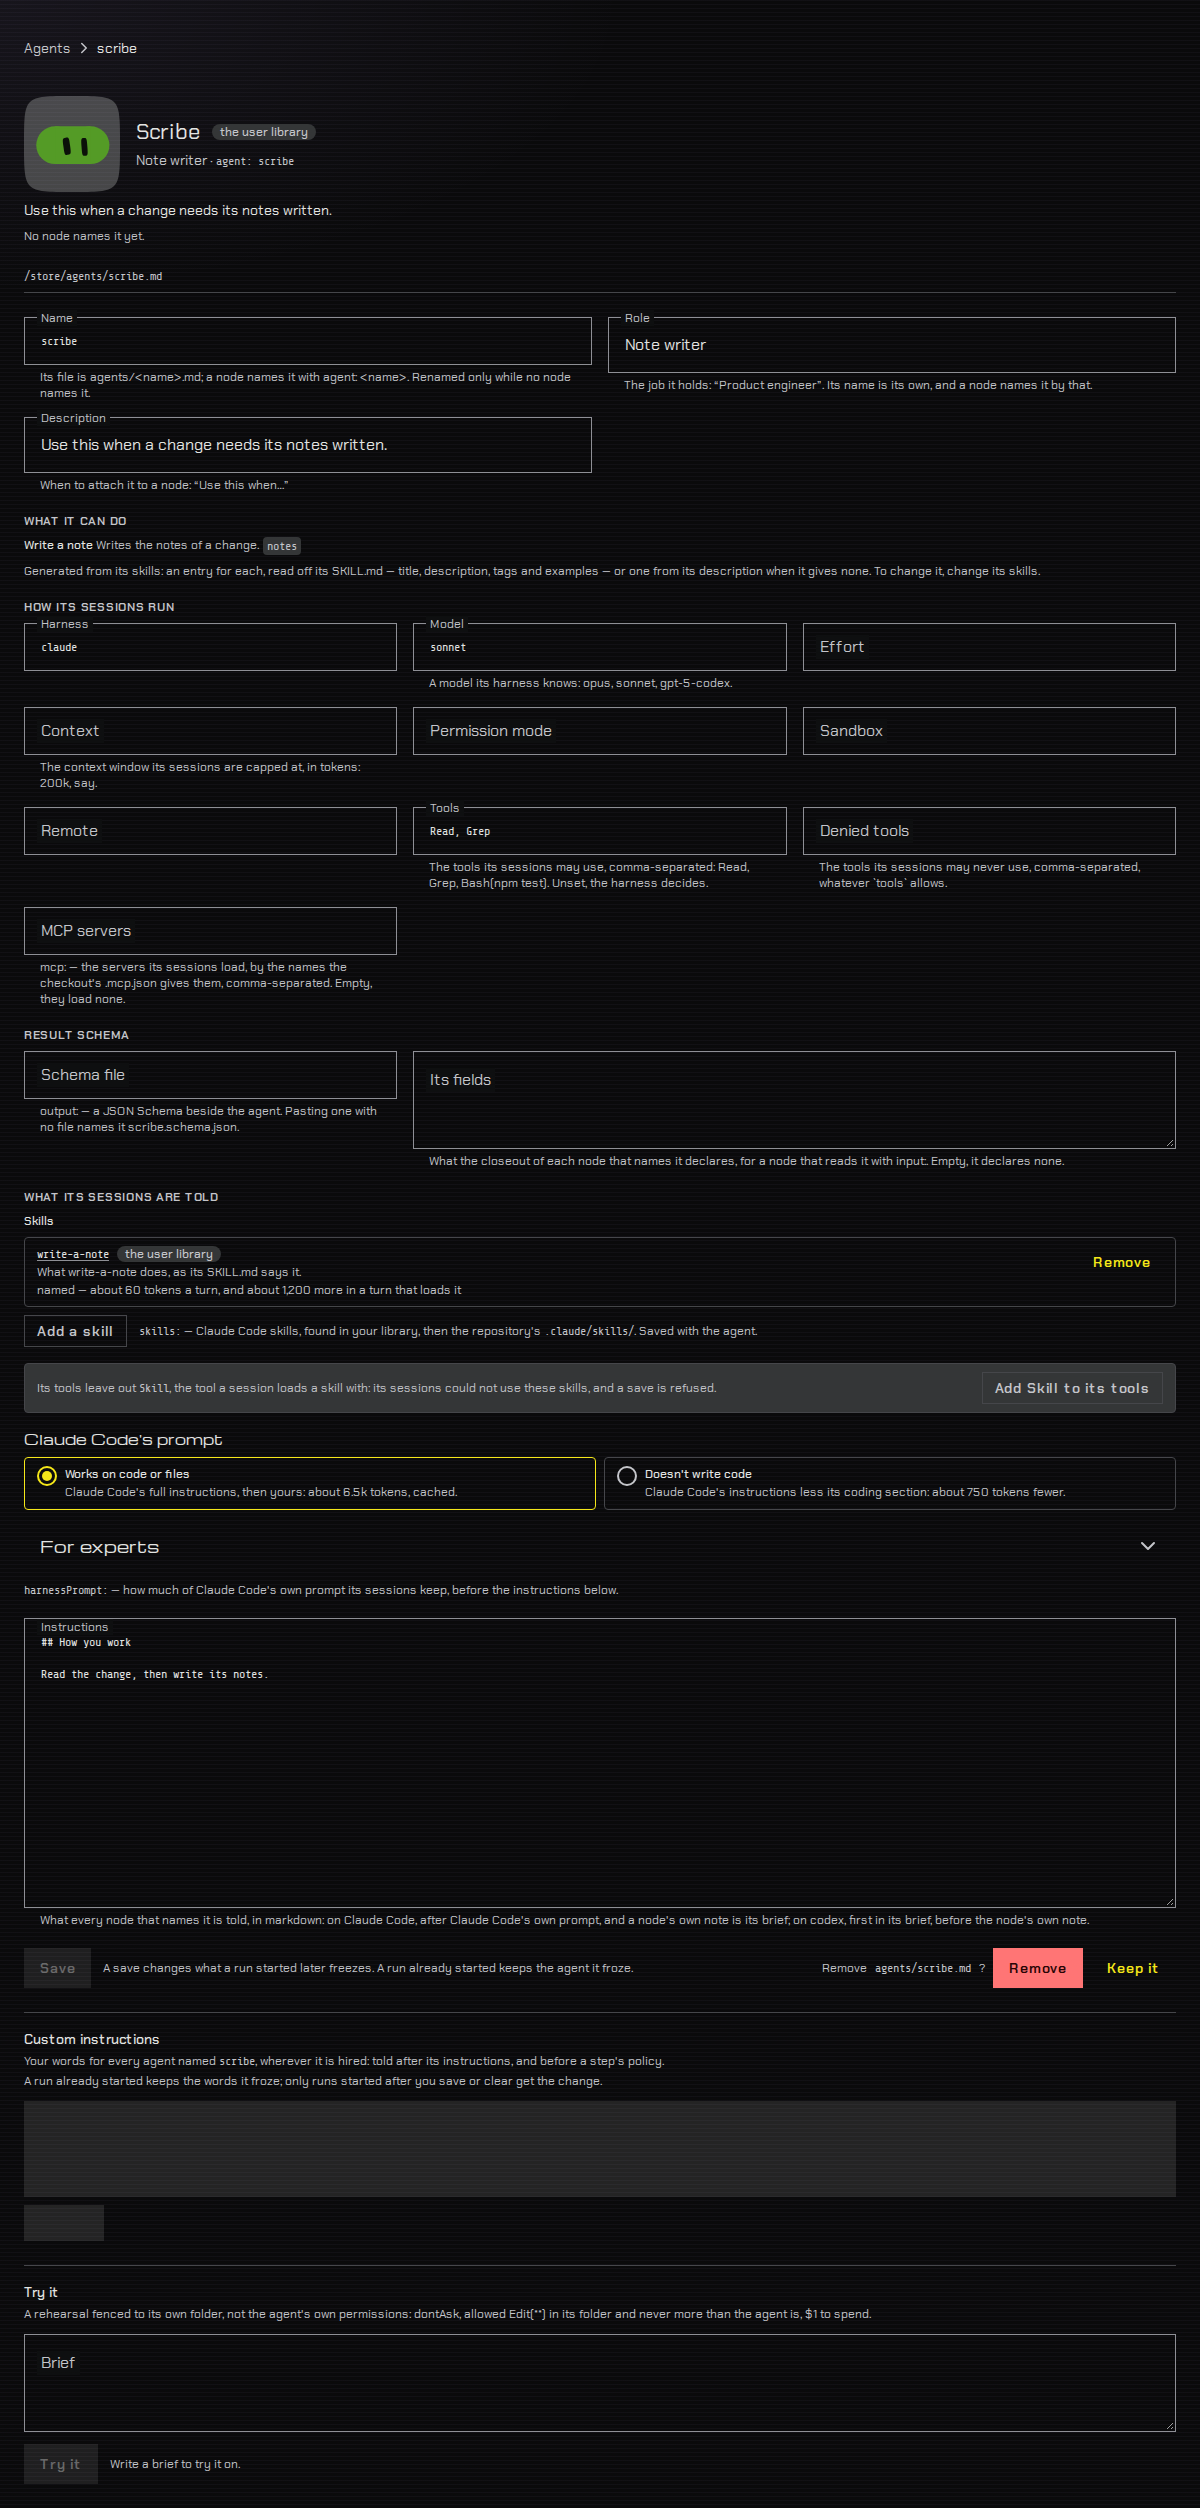 Agents > scribe
Scribe the user library
Note writer · agent: scribe
Use this when a change needs its notes written.
No node names it yet.
/store/agents/scribe.md
Name
scribe
Its file is agents/<name>.md; a node names it with agent: <name>. Renamed only while no node
names it.
Role
Note writer
The job it holds: “Product engineer”. Its name is its own, and a node names it by that.
Description
Use this when a change needs its notes written.
When to attach it to a node: “Use this when…”
WHAT IT CAN DO
Write a note Writes the notes of a change. notes
Generated from its skills: an entry for each, read off its SKILL.md — title, description, tags and examples — or one from its description when it gives none. To change it, change its skills.
HOW ITS SESSIONS RUN
Harness
claude
Model
sonnet
A model its harness knows: opus, sonnet, gpt-5-codex.
Effort
Context
The context window its sessions are capped at, in tokens:
200k, say.
Permission mode
Sandbox
Remote
Tools
Read, Grep
The tools its sessions may use, comma-separated: Read,
Grep, Bash(npm test). Unset, the harness decides.
Denied tools
The tools its sessions may never use, comma-separated,
whatever `tools` allows.
MCP servers
mcp: — the servers its sessions load, by the names the
checkout's .mcp.json gives them, comma-separated. Empty,
they load none.
RESULT SCHEMA
Schema file
output: — a JSON Schema beside the agent. Pasting one with
no file names it scribe.schema.json.
Its fields
What the closeout of each node that names it declares, for a node that reads it with input:. Empty, it declares none.
WHAT ITS SESSIONS ARE TOLD
Skills
write-a-note the user library
What write-a-note does, as its SKILL.md says it.
named — about 60 tokens a turn, and about 1,200 more in a turn that loads it
Remove
Add a skill skills: — Claude Code skills, found in your library, then the repository's .claude/skills/. Saved with the agent.
Its tools leave out Skill, the tool a session loads a skill with: its sessions could not use these skills, and a save is refused.
Add Skill to its tools
Claude Code's prompt
Works on code or files
Claude Code's full instructions, then yours: about 6.5k tokens, cached.
Doesn't write code
Claude Code's instructions less its coding section: about 750 tokens fewer.
For experts
harnessPrompt: — how much of Claude Code's own prompt its sessions keep, before the instructions below.
Instructions
## How you work
Read the change, then write its notes.
What every node that names it is told, in markdown: on Claude Code, after Claude Code's own prompt, and a node's own note is its brief; on codex, first in its brief, before the node's own note.
Save A save changes what a run started later freezes. A run already started keeps the agent it froze.
Remove agents/scribe.md ? Remove Keep it
Custom instructions
Your words for every agent named scribe, wherever it is hired: told after its instructions, and before a step's policy.
A run already started keeps the words it froze; only runs started after you save or clear get the change.
Try it
A rehearsal fenced to its own folder, not the agent's own permissions: dontAsk, allowed Edit(**) in its folder and never more than the agent is, $1 to spend.
Brief
Try it Write a brief to try it on.